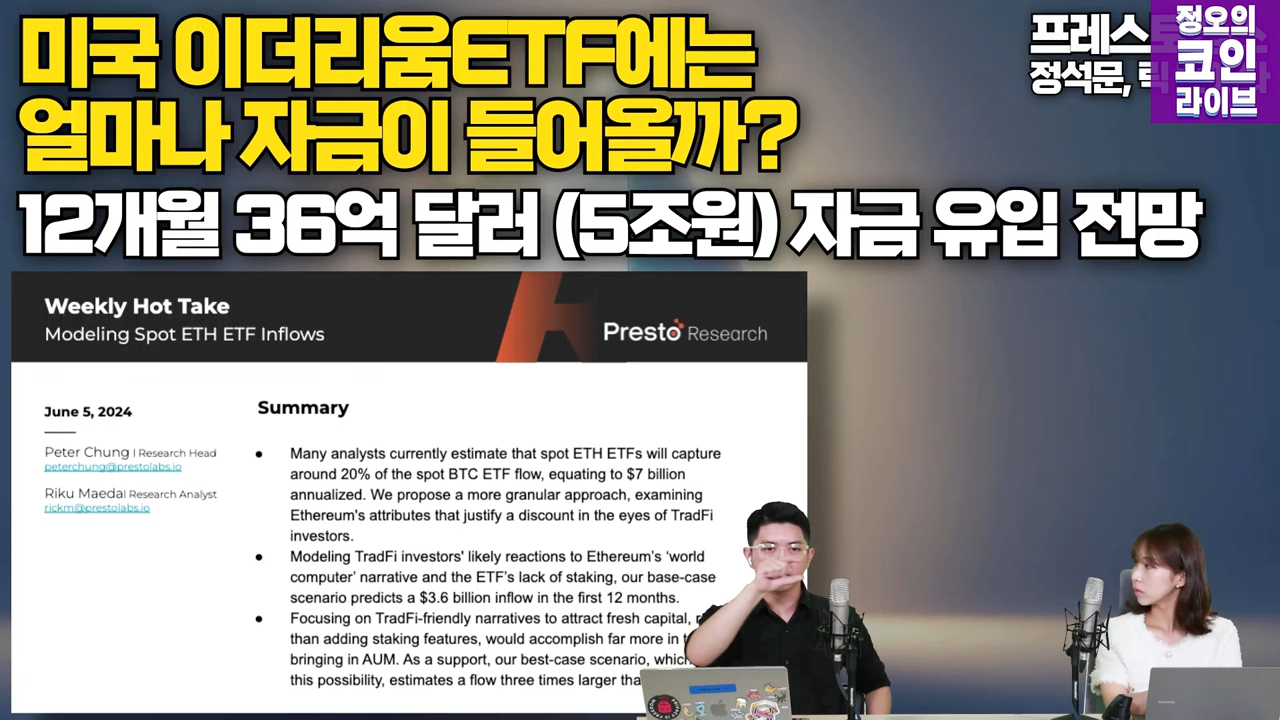 미국 이더리움ETF에는
얼마나 자금이 들어올까?
12개월 36억 달러 (5조원) 자금 유입 전망
프레스
정석문,
정오의
코인
라이브
Weekly Hot Take
Modeling Spot ETH ETF Inflows
Presto Research
June 5, 2024
Peter Chung | Research Head
peterchung@prestolabs.io
Riku Maeda| Research Analyst
rickm@prestolabs.io
Summary
● Many analysts currently estimate that spot ETH ETFs will capture
around 20% of the spot BTC ETF flow, equating to $7 billion
annualized. We propose a more granular approach, examining
Ethereum's attributes that justify a discount in the eyes of TradFi
investors.
● Modeling TradFi investors' likely reactions to Ethereum's ‘world
computer’ narrative and the ETF's lack of staking, our base-case
scenario predicts a $3.6 billion inflow in the first 12 months.
● Focusing on TradFi-friendly narratives to attract fresh capital,
than adding staking features, would accomplish far more in
bringing in AUM. As a support, our best-case scenario,
this possibility, estimates a flow three times larger